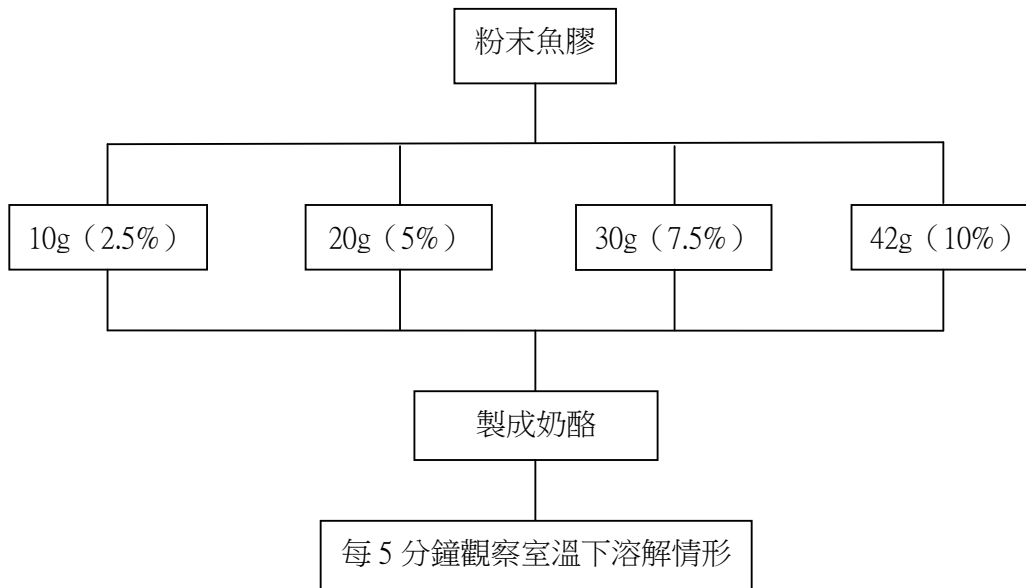 粉末魚膠
10g（2.5%）
20g（5%）
30g（7.5%）
42g（10%）
製成奶酪
每 5 分鐘觀察室溫下溶解情形